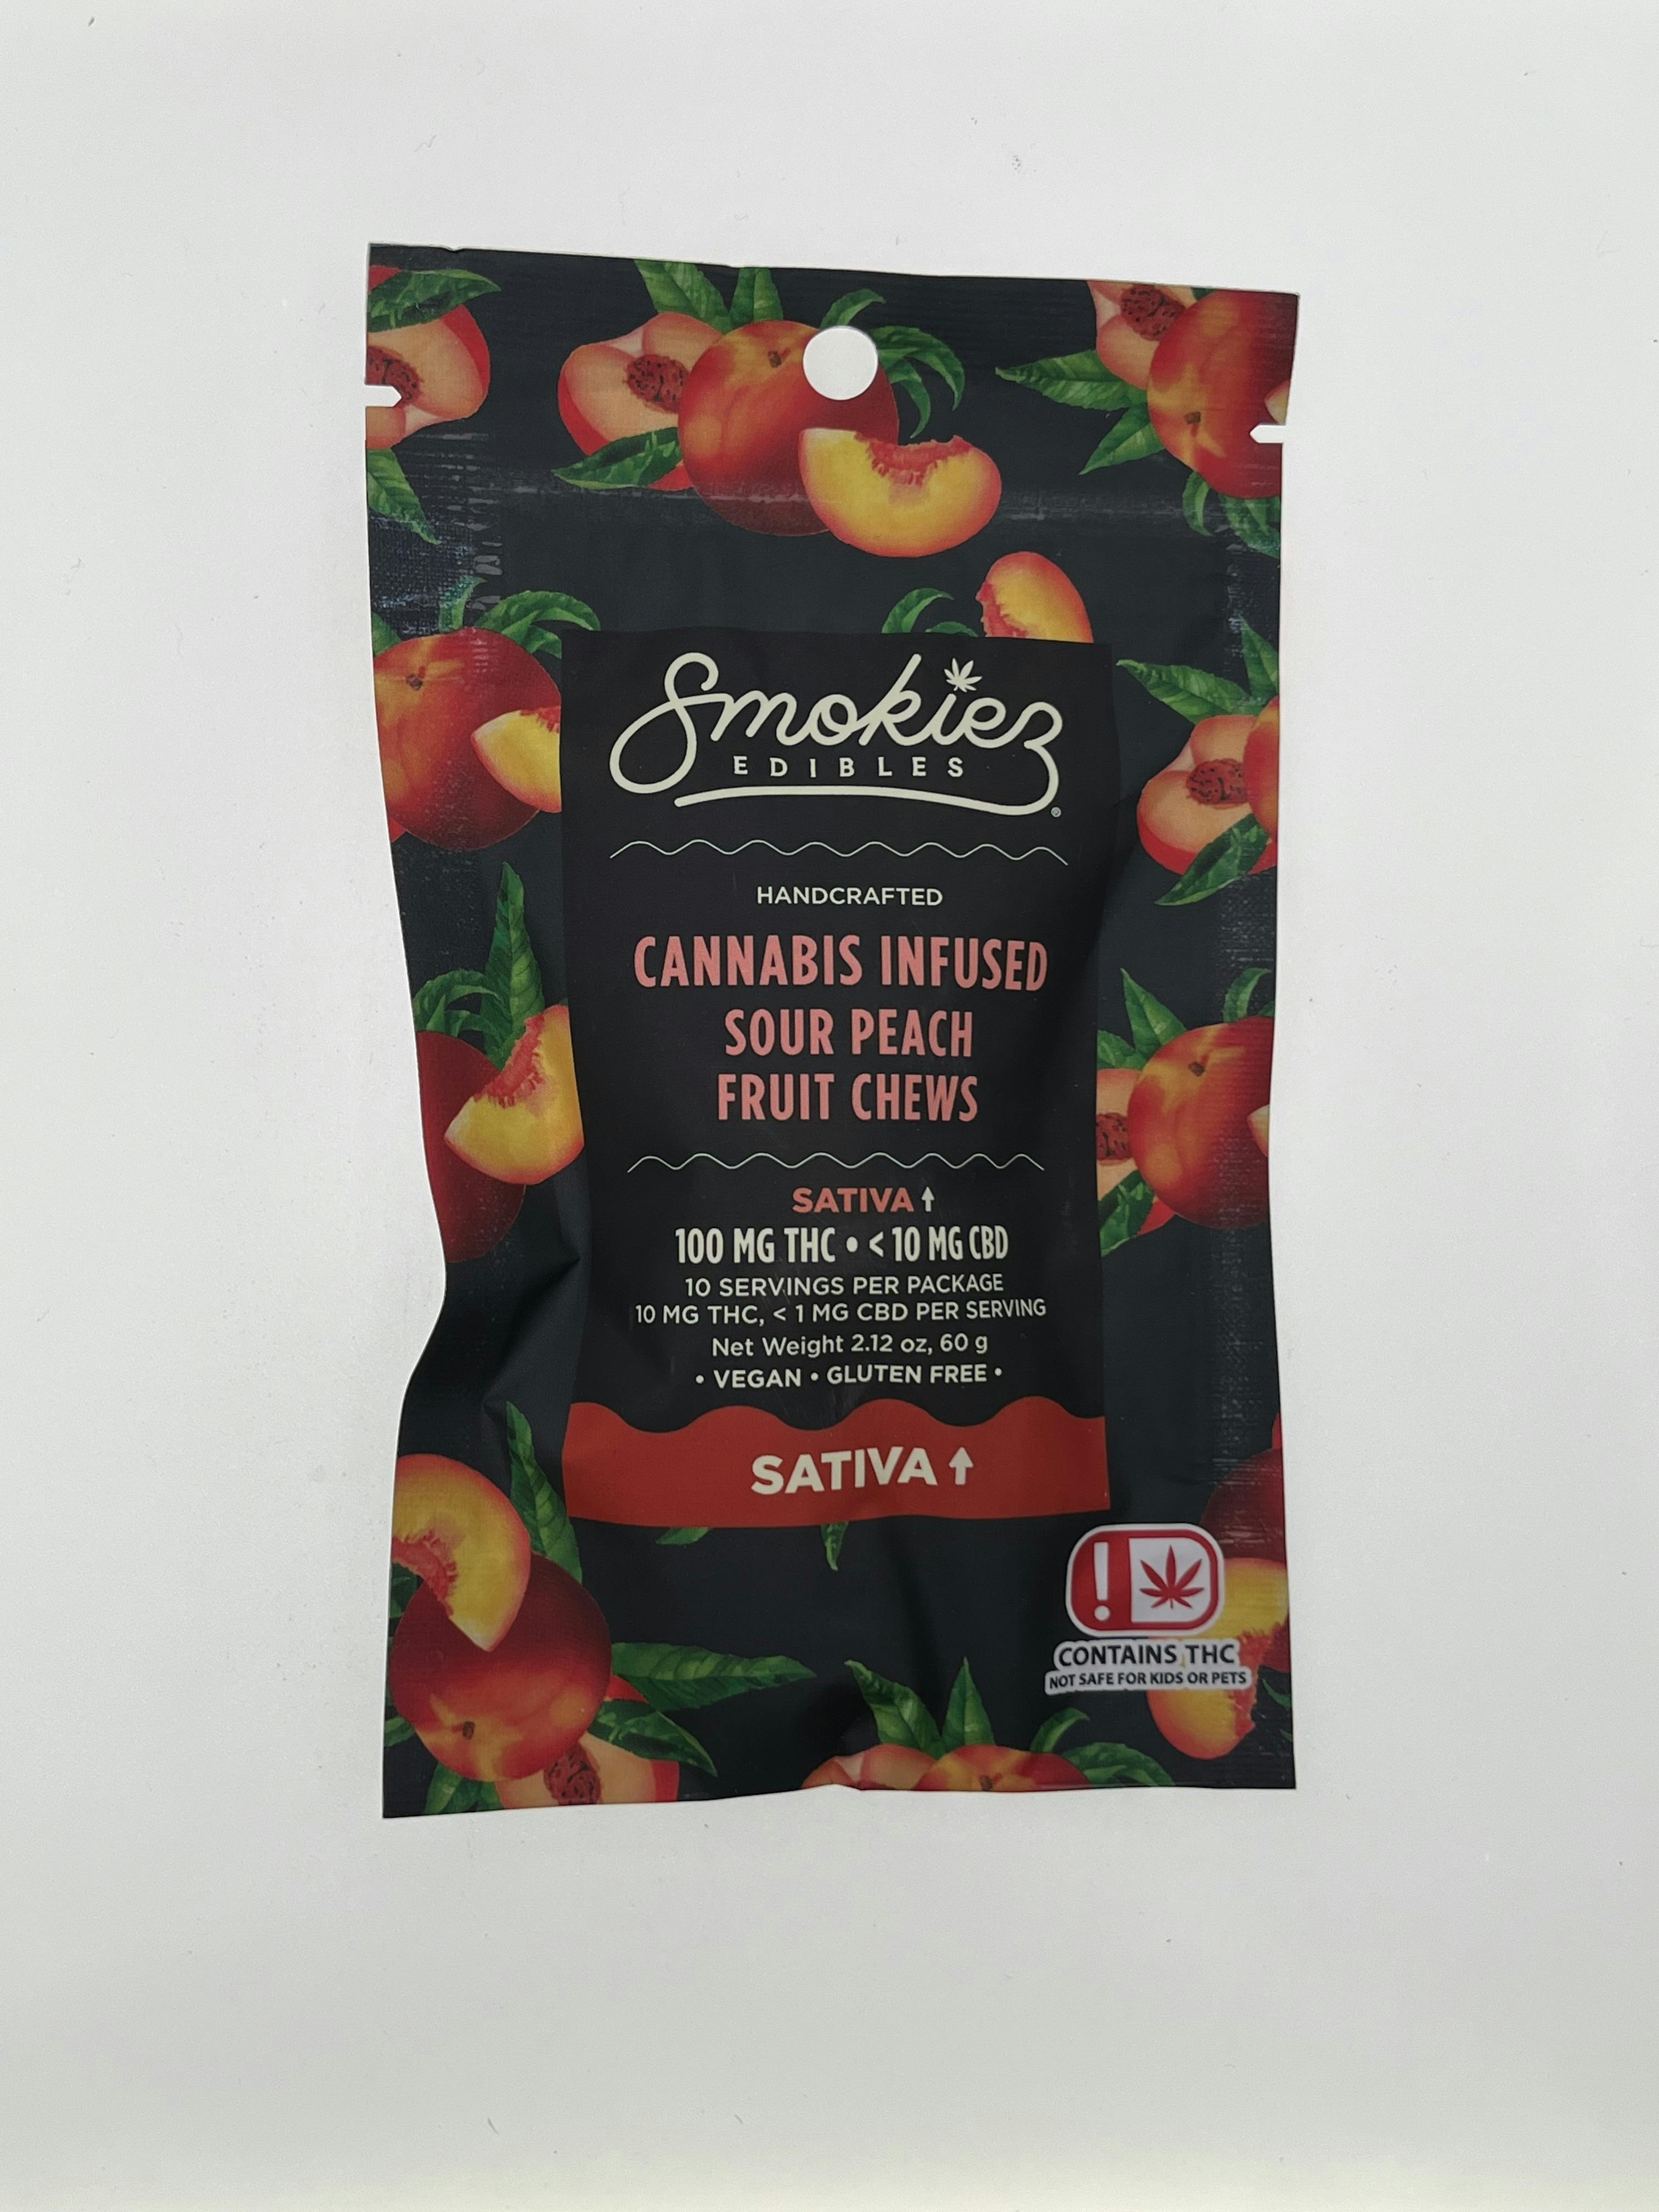 Smokiez
EDIBLES
®
HANDCRAFTED
CANNABIS INFUSED
SOUR PEACH
FRUIT CHEWS
SATIVA ↑
100 MG THC • < 10 MG CBD
10 SERVINGS PER PACKAGE
10 MG THC, < 1 MG CBD PER SERVING
Net Weight 2.12 oz, 60 g
• VEGAN • GLUTEN FREE •
SATIVA ↑
!
CONTAINS THC
NOT SAFE FOR KIDS OR PETS